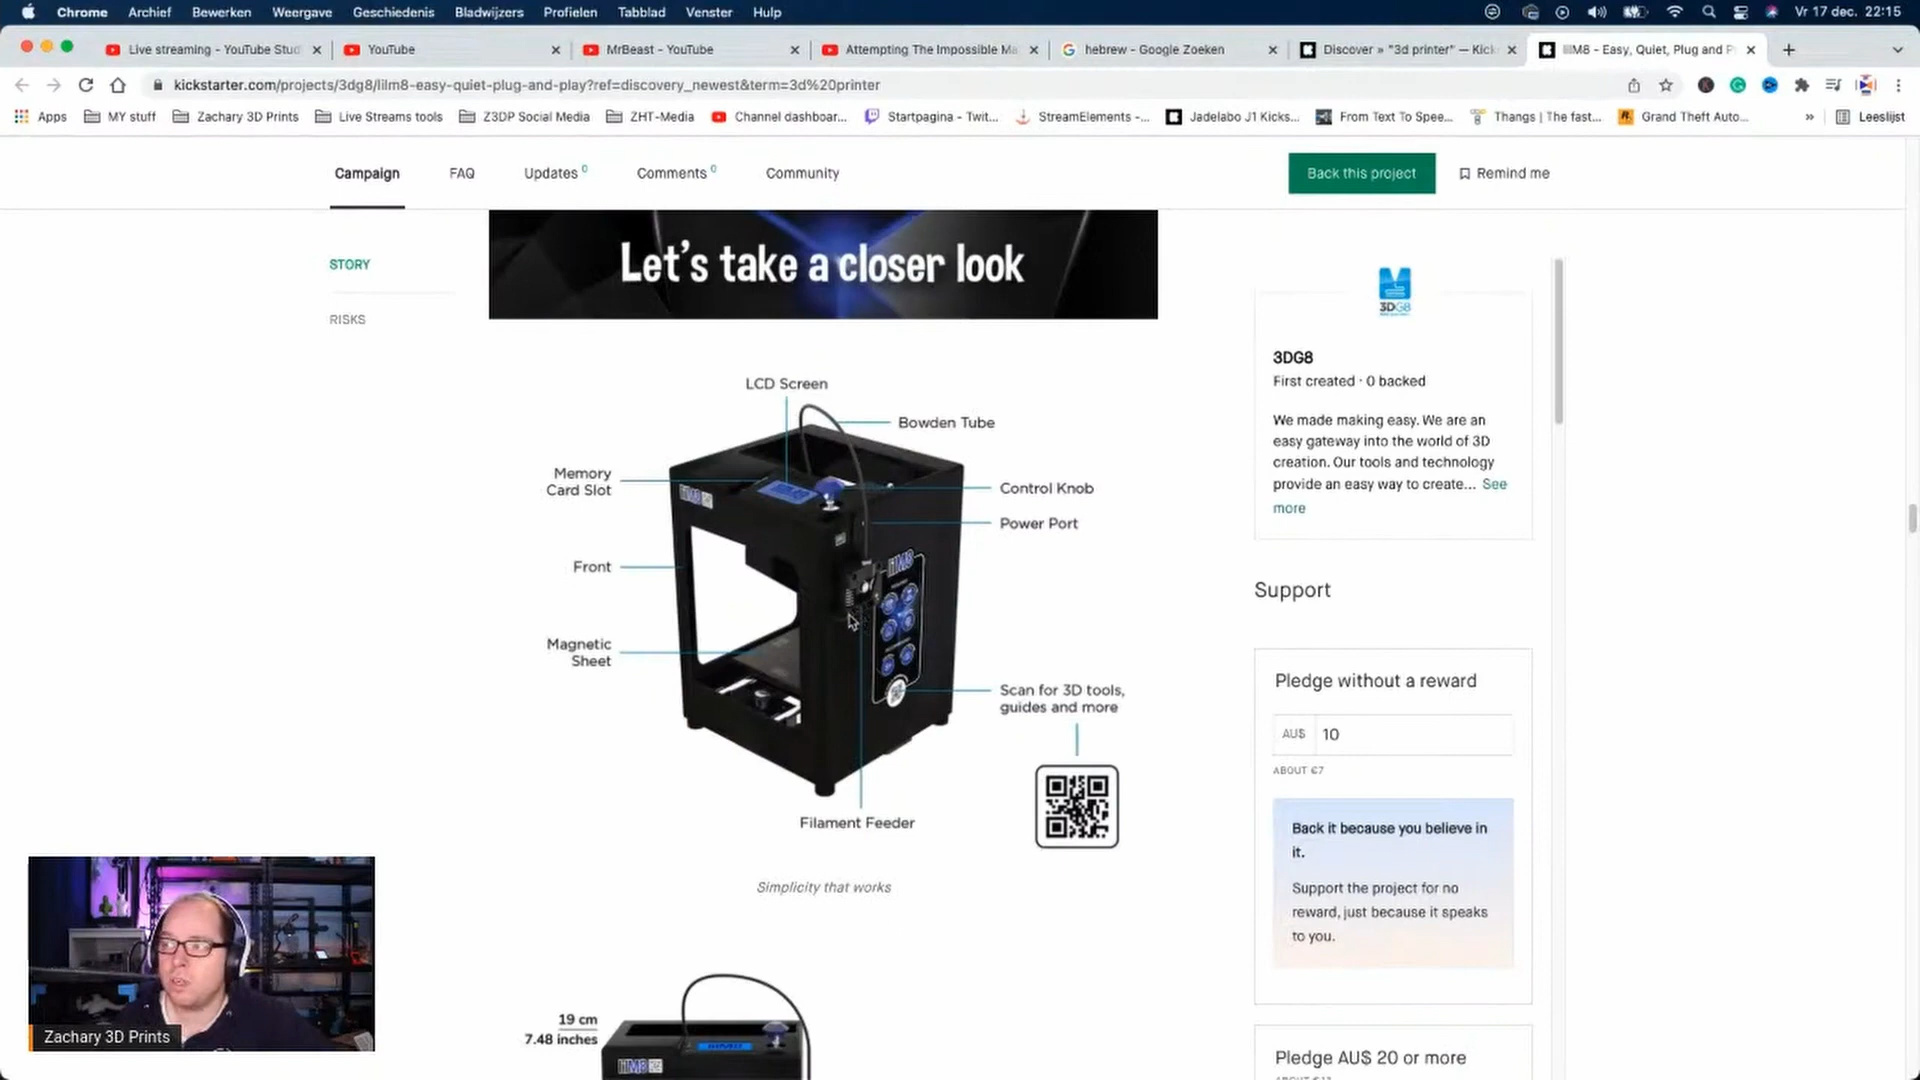 Chrome Archief Bewerken Weergave Geschiedenis Bladwijzers Profielen Tabblad Venster Help Vr 17 dec. 22:15
Live streaming - YouTube Stud
YouTube
MrBeast - YouTube
Attempting The Impossible Ma
hebrew - Google Zoeken
Discover » "3d printer" — Kick
lilM8 - Easy, Quiet, Plug and P
kickstarter.com/projects/3dg8/lilm8-easy-quiet-plug-and-play?ref=discovery_newest&term=3d%20printer
Apps MY stuff Zachary 3D Prints Live Streams tools Z3DP Social Media ZHT-Media Channel dashboar... Startpagina - Twit... StreamElements -... Jadelabo J1 Kicks... From Text To Spee... Thangs | The fast... Grand Theft Auto... » Leeslijst
Campaign FAQ Updates 0 Comments 0 Community Back this project Remind me
STORY
RISKS
Let's take a closer look
LCD Screen
Bowden Tube
Memory
Card Slot
Control Knob
Power Port
Front
Magnetic
Sheet
Scan for 3D tools,
guides and more
Filament Feeder
lilM8
lilM8
Simplicity that works
19 cm
7.48 inches
lilM8
3DG8
3DG8
First created · 0 backed
We made making easy. We are an
easy gateway into the world of 3D
creation. Our tools and technology
provide an easy way to create... See
more
Support
Pledge without a reward
AU$ 10
ABOUT €7
Back it because you believe in
it.
Support the project for no
reward, just because it speaks
to you.
Pledge AU$ 20 or more
Zachary 3D Prints